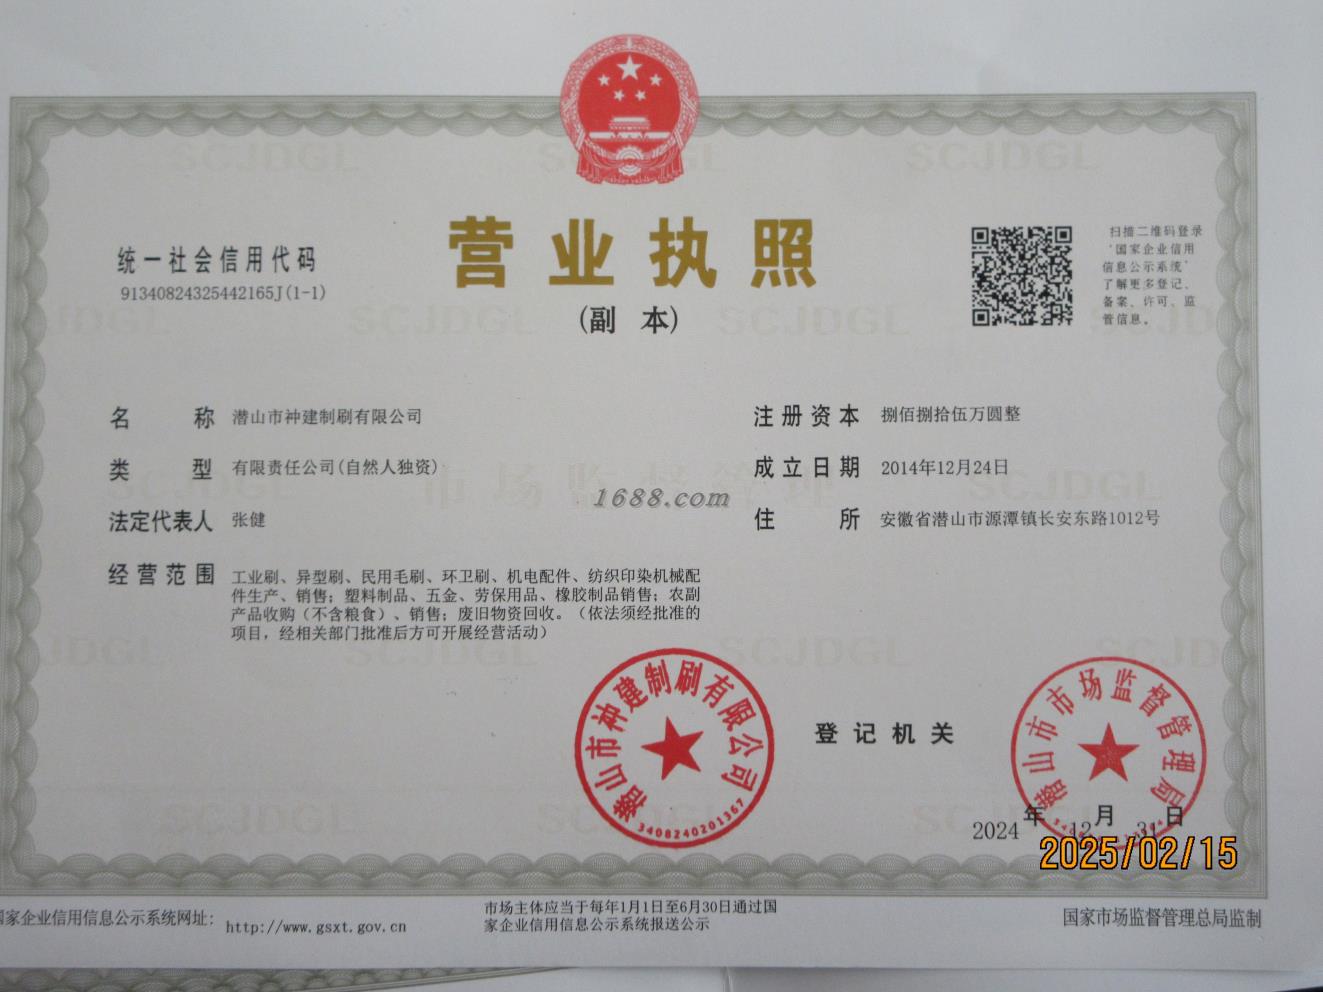 营业执照
(副 本)
统一社会信用代码
91340824325442165J(1-1)
扫描二维码登录
'国家企业信用
信息公示系统'
了解更多登记、
备案、许可、监
管信息。
名 称 潜山市祌建制刷有限公司
注册资本 捌佰捌拾伍万圆整
类 型 有限责任公司(自然人独资)
成立日期 2014年12月24日
法定代表人 张健
住 所 安徽省潜山市源潭镇长安东路1012号
经营范围 工业刷、异型刷、民用毛刷、环卫刷、机电配件、纺织印染机械配
件生产、销售；塑料制品、五金、劳保用品、橡胶制品销售；农副
产品收购（不含粮食）、销售；废旧物资回收。（依法须经批准的
项目，经相关部门批准后方可开展经营活动）
1688.com
潜山市祌建制刷有限公司
3408240201367
登记机关
潜山市市场监督管理局
2024年12月31日
2025/02/15
国家企业信用信息公示系统网址：http://www.gsxt.gov.cn
市场主体应当于每年1月1日至6月30日通过国
家企业信用信息公示系统报送公示
国家市场监督管理总局监制